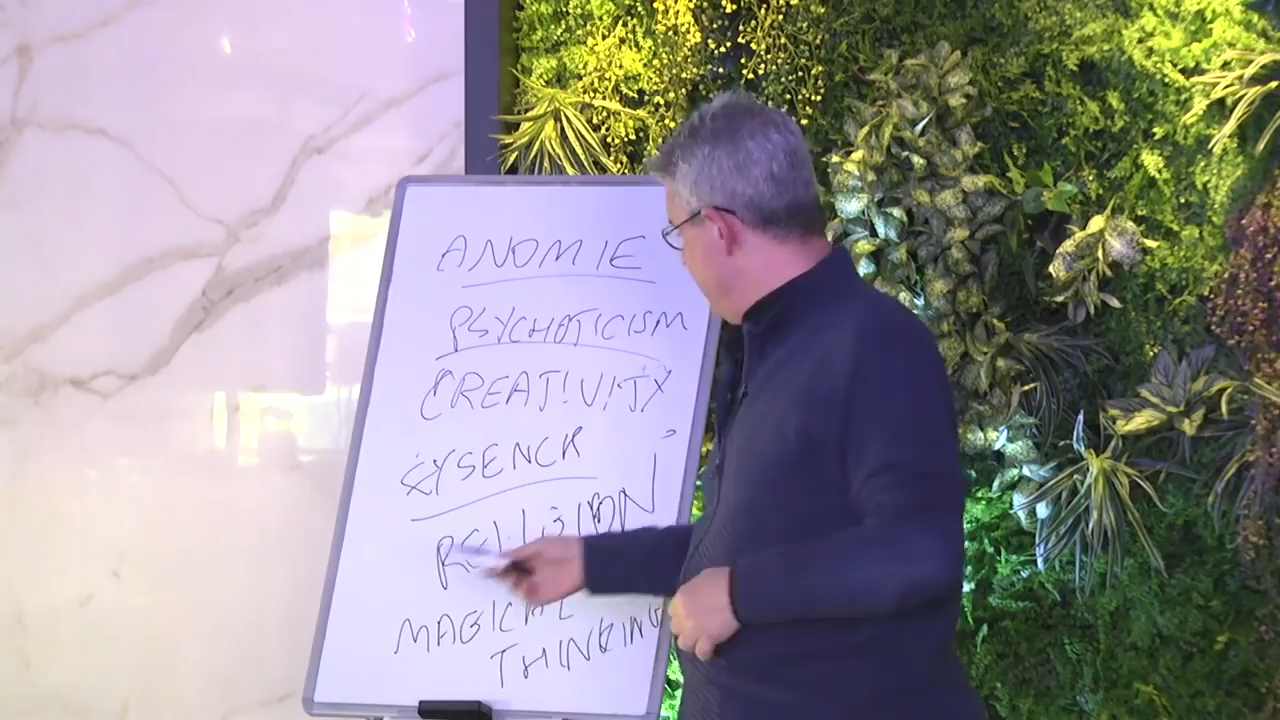 ANOMIE
PSYCHOTICISM
CREATIVITY
EYSENCK
RELIGION
MAGICAL
THINKING